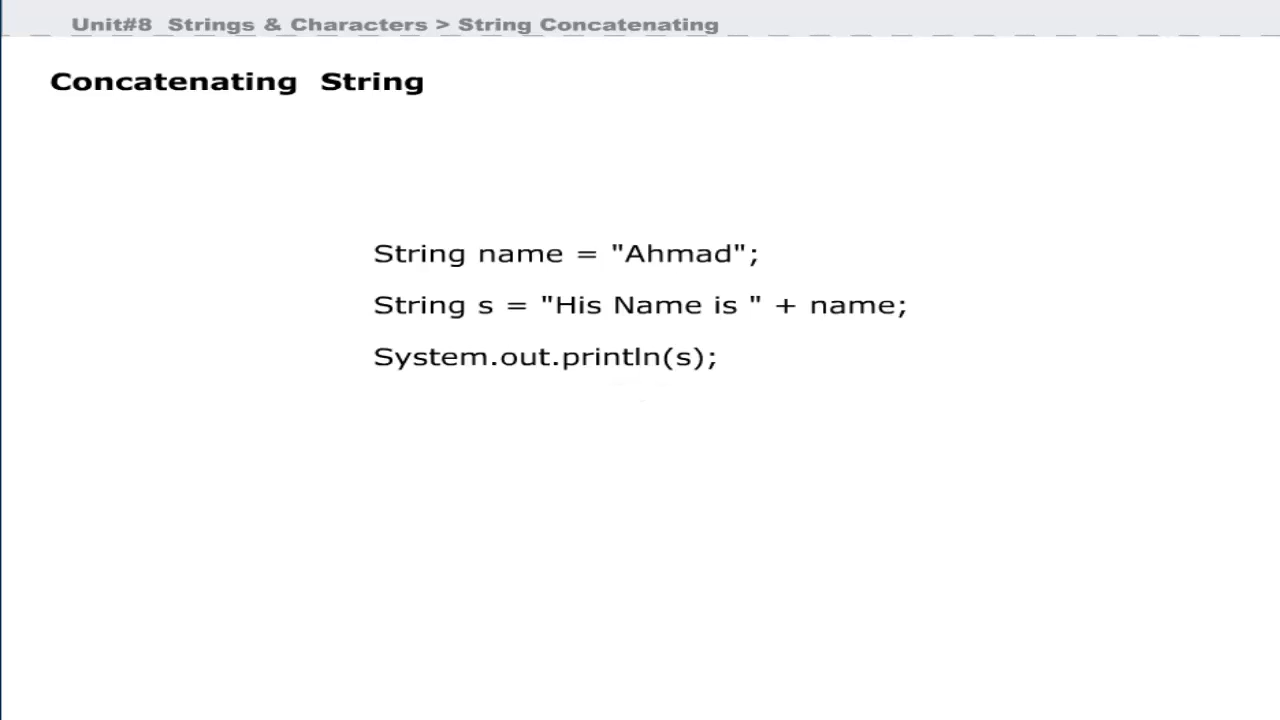 Unit#8 Strings & Characters > String Concatenating
Concatenating String
String name = "Ahmad";
String s = "His Name is " + name;
System.out.println(s);